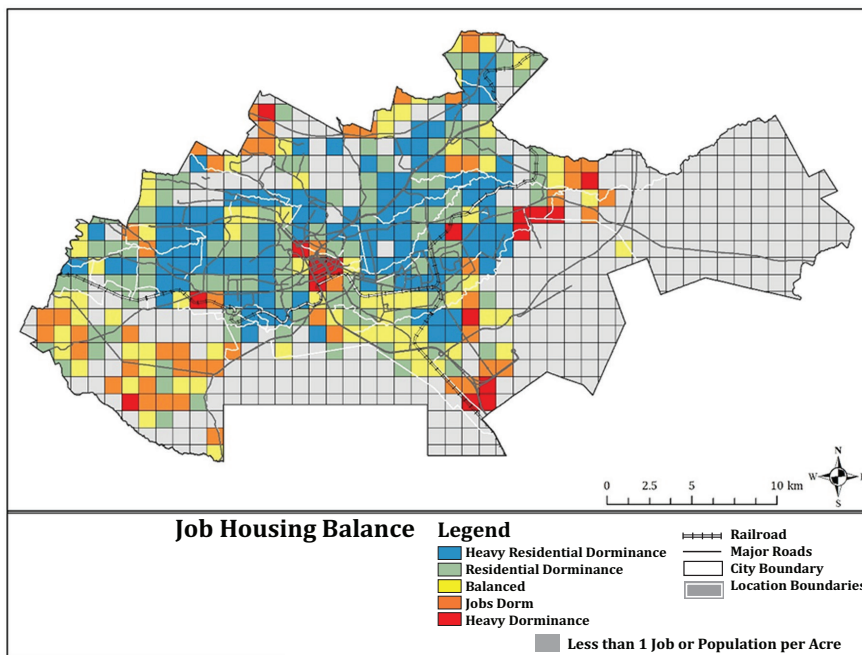 N
W
S
0 2.5 5 10 km
Job Housing Balance
Legend
Heavy Residential Dominance
Residential Dominance
Balanced
Jobs Dorm
Heavy Dominance
Railroad
Major Roads
City Boundary
Location Boundaries
Less than 1 Job or Population per Acre